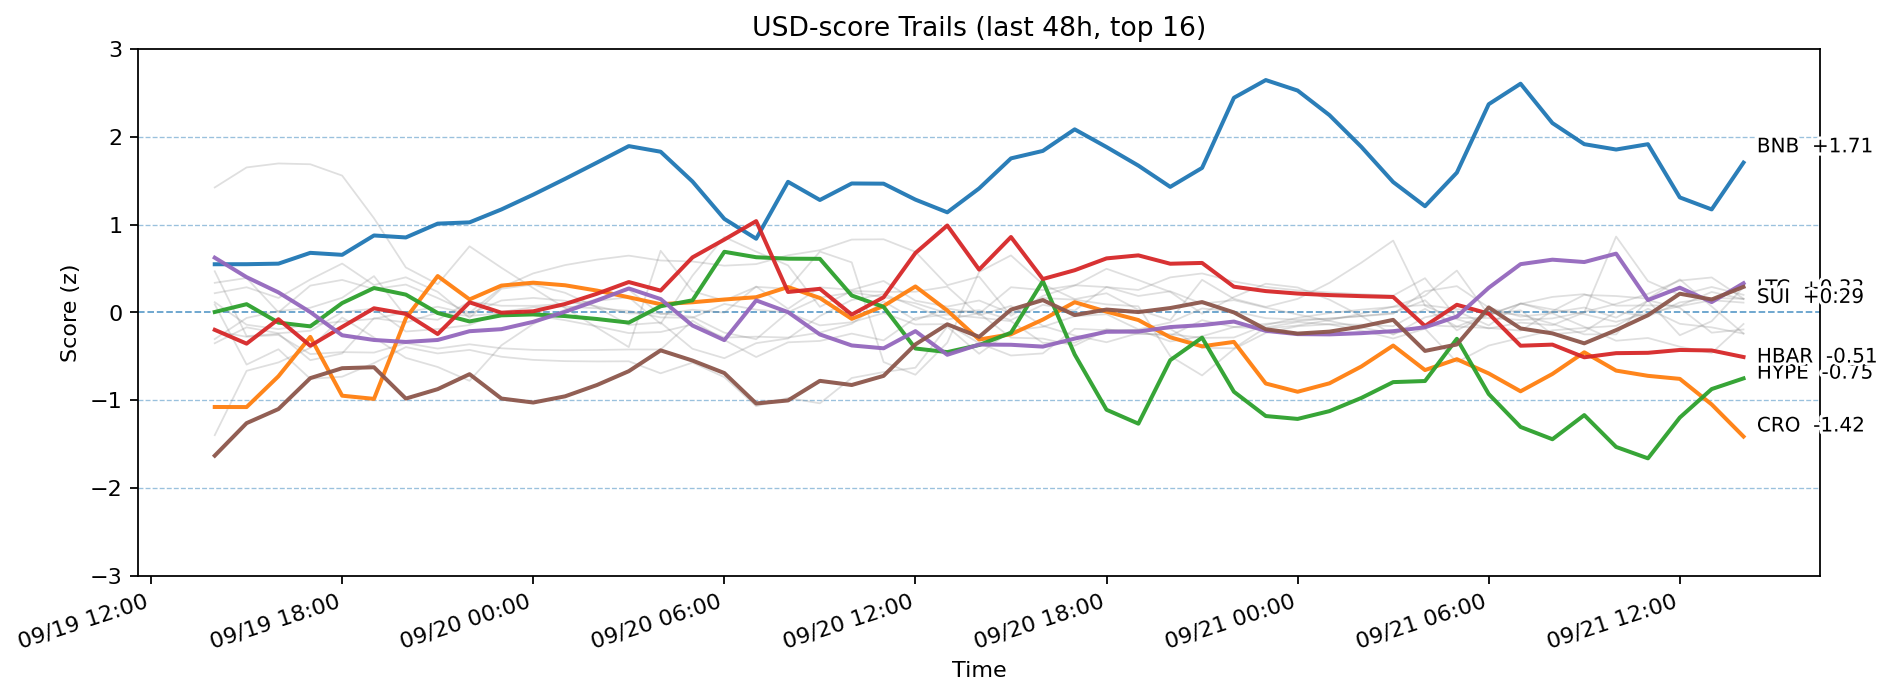 USD-score Trails (last 48h, top 16)
Score (z)
3
2
1
0
−1
−2
−3
BNB +1.71
LTC
SUI +0.29
HBAR -0.51
HYPE -0.75
CRO -1.42
09/19 12:00
09/19 18:00
09/20 00:00
09/20 06:00
09/20 12:00
09/20 18:00
09/21 00:00
09/21 06:00
09/21 12:00
Time